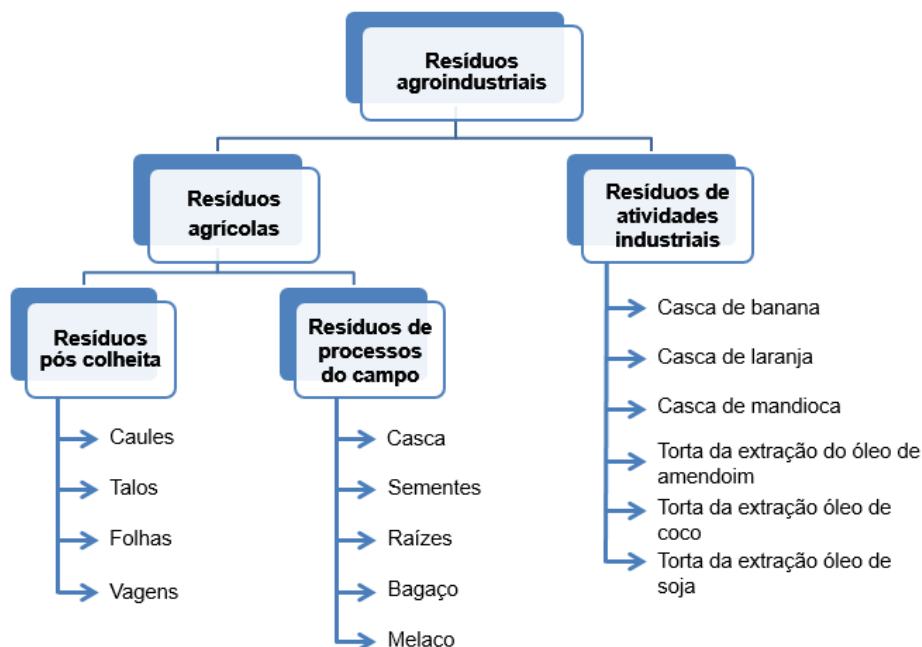 Resíduos
agroindustriais
Resíduos
agrícolas
Resíduos de
atividades
industriais
Resíduos
pós colheita
Resíduos de
processos
do campo
Caules
Talos
Folhas
Vagens
Casca
Sementes
Raízes
Bagaço
Melaco
Casca de banana
Casca de laranja
Casca de mandioca
Torta da extração do óleo de
amendoim
Torta da extração óleo de
coco
Torta da extração óleo de
soja